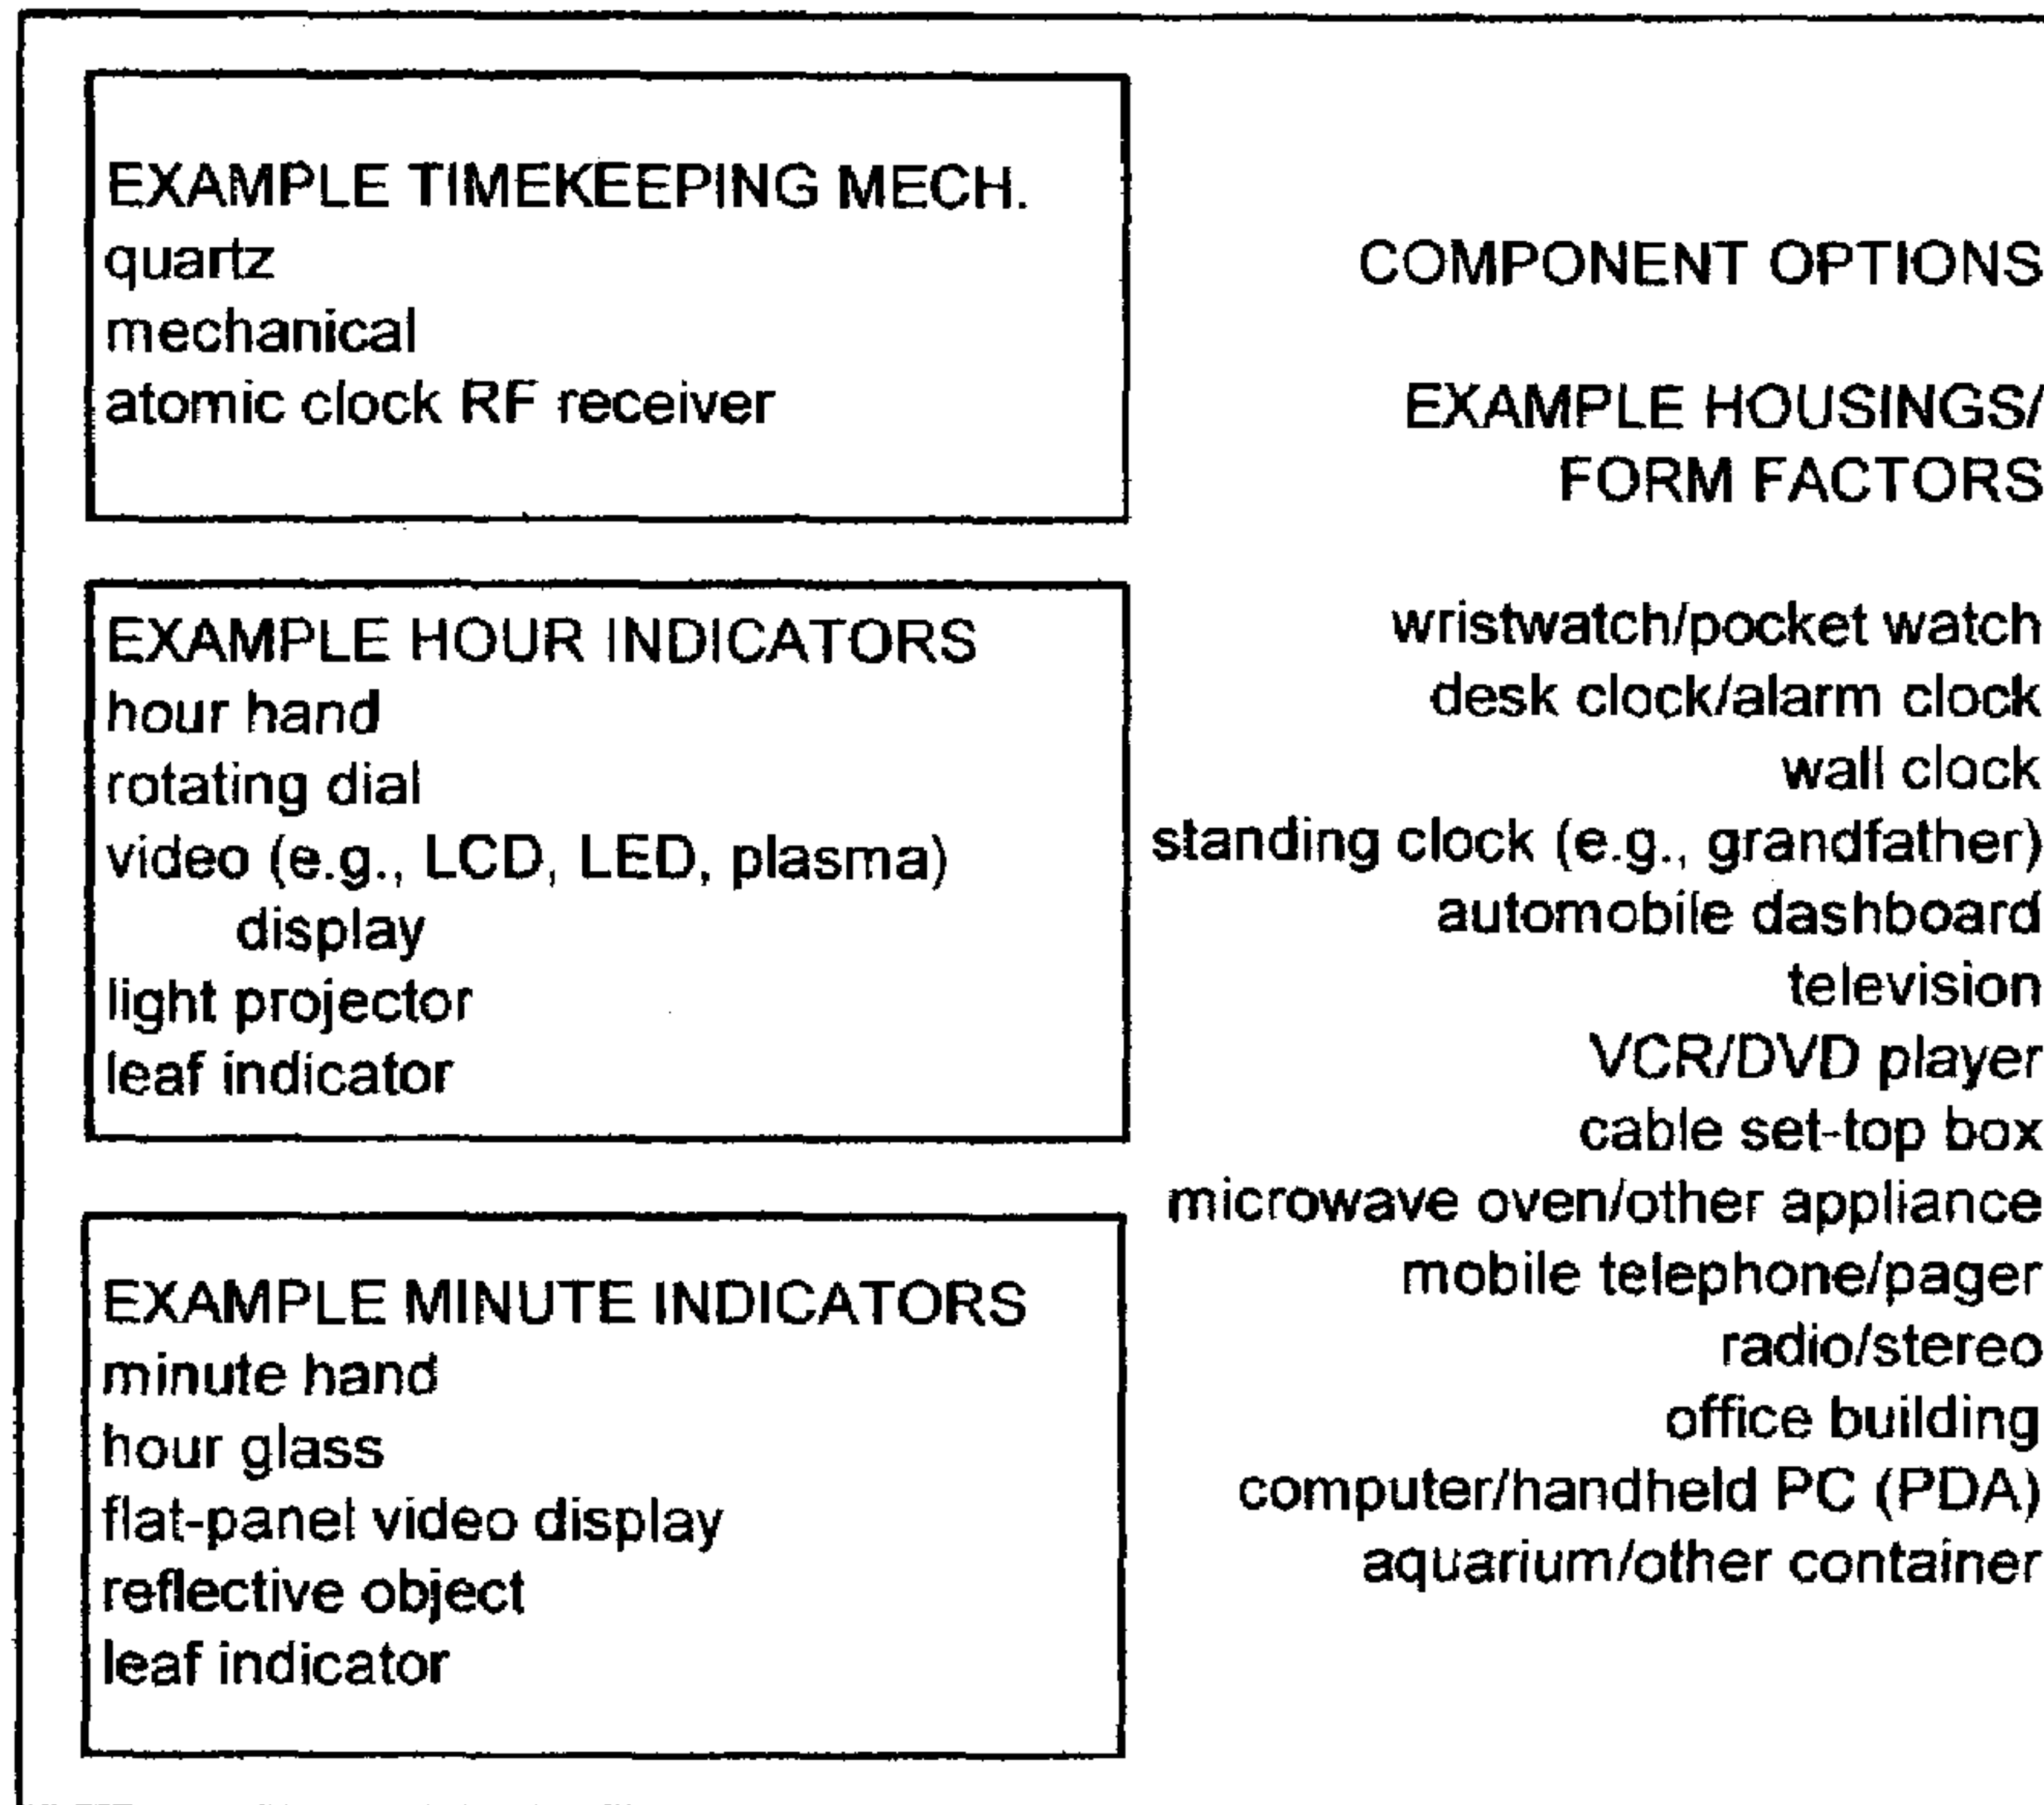 EXAMPLE TIMEKEEPING MECH.
quartz
mechanical
atomic clock RF receiver
EXAMPLE HOUR INDICATORS
hour hand
rotating dial
video (e.g., LCD, LED, plasma)
display
light projector
leaf indicator
EXAMPLE MINUTE INDICATORS
minute hand
hour glass
flat-panel video display
reflective object
leaf indicator
COMPONENT OPTIONS
EXAMPLE HOUSINGS/
FORM FACTORS
wristwatch/pocket watch
desk clock/alarm clock
wall clock
standing clock (e.g., grandfather)
automobile dashboard
television
VCR/DVD player
cable set-top box
microwave oven/other appliance
mobile telephone/pager
radio/stereo
office building
computer/handheld PC (PDA)
aquarium/other container